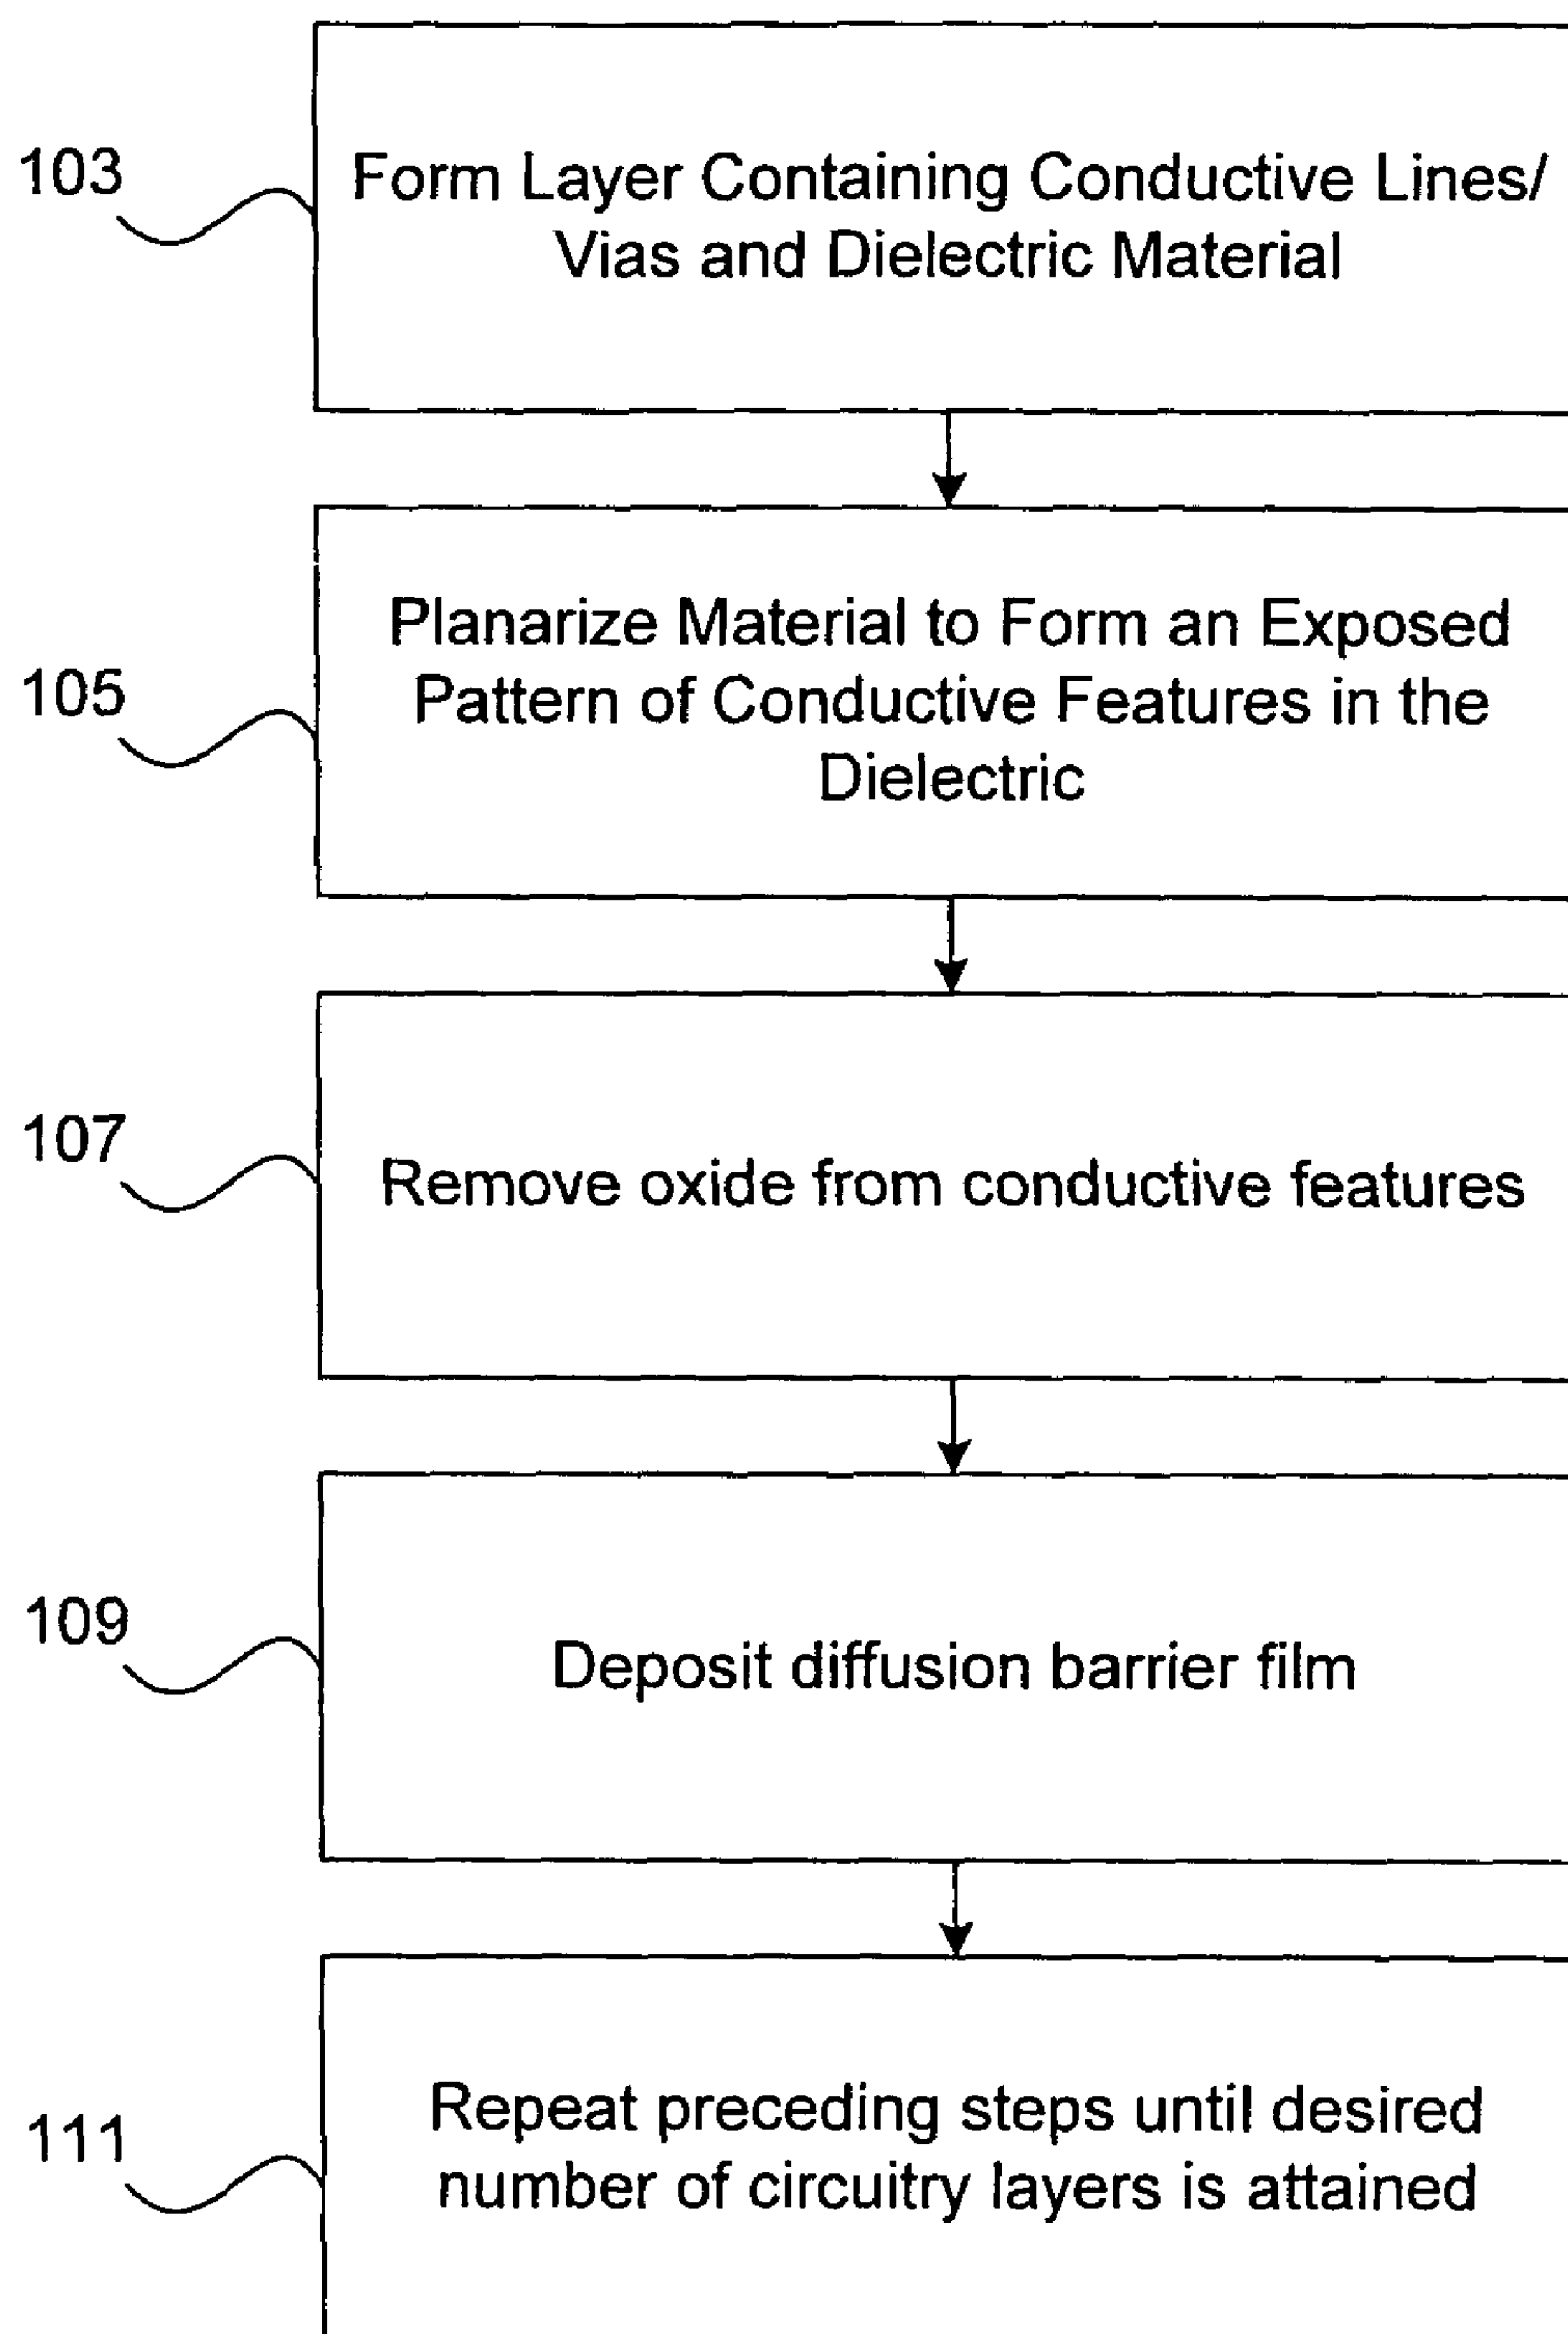 103
Form Layer Containing Conductive Lines/
Vias and Dielectric Material
105
Planarize Material to Form an Exposed
Pattern of Conductive Features in the
Dielectric
107
Remove oxide from conductive features
109
Deposit diffusion barrier film
111
Repeat preceding steps until desired
number of circuitry layers is attained